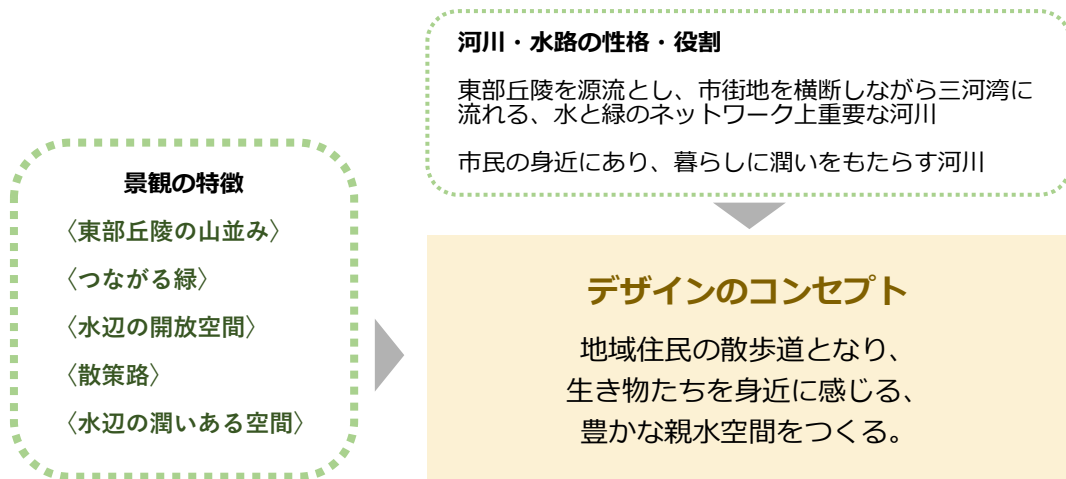 河川・水路の性格・役割
東部丘陵を源流とし、市街地を横断しながら三河湾に
流れる、水と緑のネットワーク上重要な河川
市民の身近にあり、暮らしに潤いをもたらす河川
景観の特徴
〈東部丘陵の山並み〉
〈つながる緑〉
〈水辺の開放空間〉
〈散策路〉
〈水辺の潤いある空間〉
デザインのコンセプト
地域住民の散歩道となり、
生き物たちを身近に感じる、
豊かな親水空間をつくる。